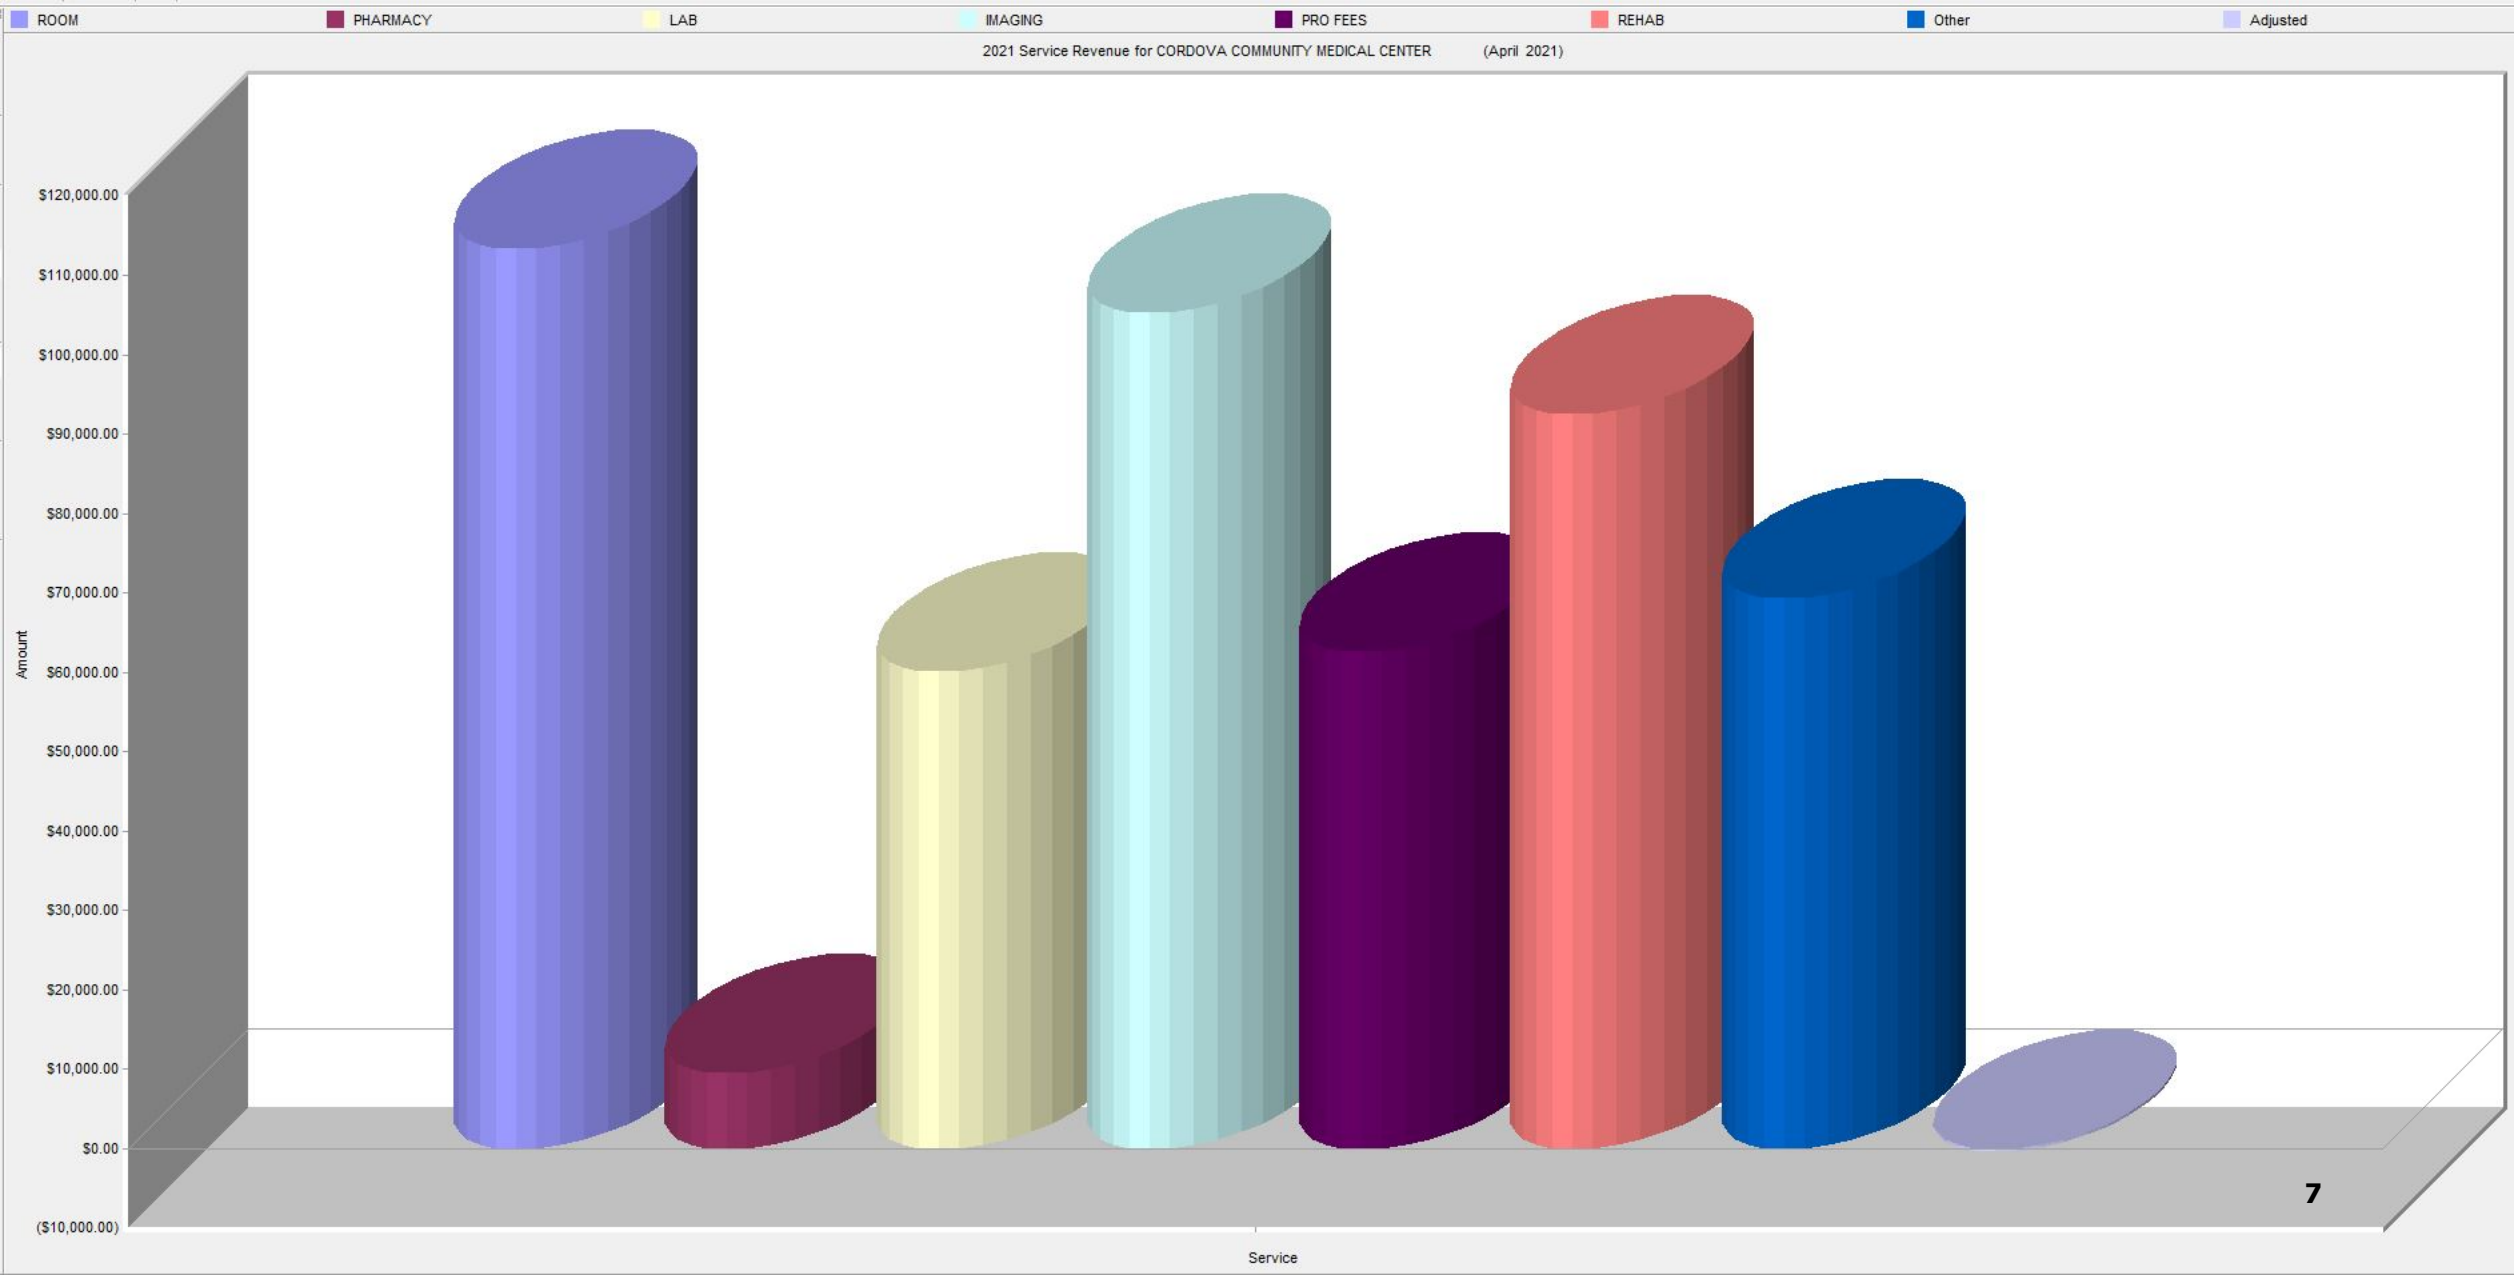 ROOM
PHARMACY
LAB
IMAGING
PRO FEES
REHAB
Other
Adjusted
2021 Service Revenue for CORDOVA COMMUNITY MEDICAL CENTER (April 2021)
$120,000.00
$110,000.00
$100,000.00
$90,000.00
$80,000.00
$70,000.00
Amount
$60,000.00
$50,000.00
$40,000.00
$30,000.00
$20,000.00
$10,000.00
$0.00
7
($10,000.00)
Service